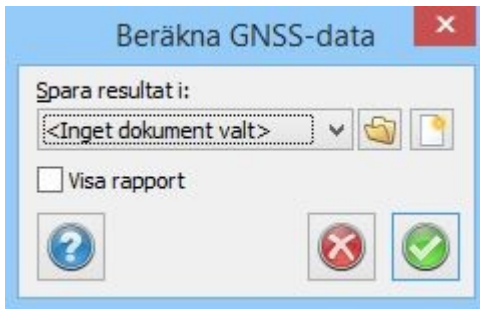 Beräkna GNSS-data
Spara resultat i:
<Inget dokument valt>
Visa rapport